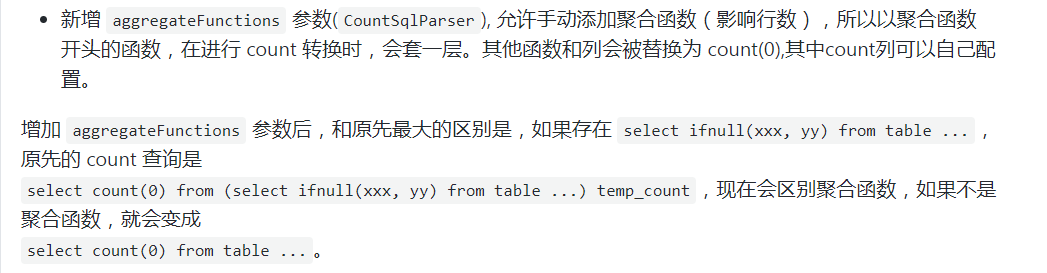 • 新增 aggregateFunctions 参数( CountSqlParser ), 允许手动添加聚合函数（影响行数），所以以聚合函数
开头的函数，在进行 count 转换时，会套一层。其他函数和列会被替换为 count(0),其中count列可以自己配
置。
增加 aggregateFunctions 参数后，和原先最大的区别是，如果存在 select ifnull(xxx, yy) from table ... ，
原先的 count 查询是
select count(0) from (select ifnull(xxx, yy) from table ...) temp_count ，现在会区别聚合函数，如果不是
聚合函数，就会变成
select count(0) from table ... 。